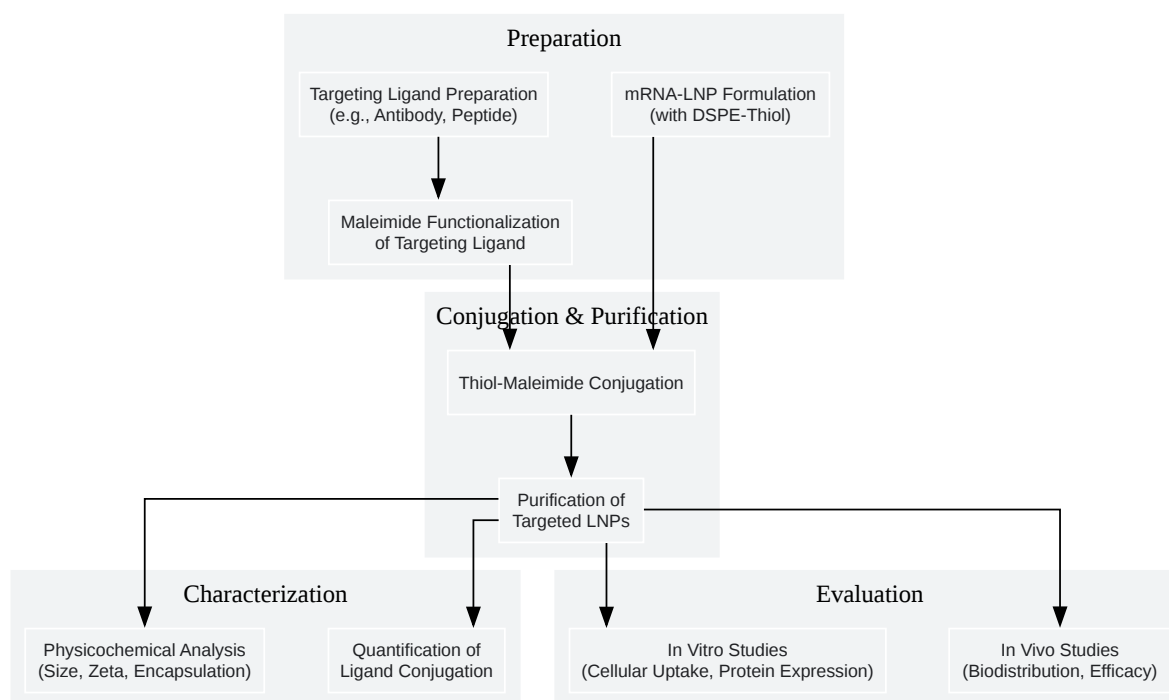 Preparation
Targeting Ligand Preparation
(e.g., Antibody, Peptide)
mRNA-LNP Formulation
(with DSPE-Thiol)
Maleimide Functionalization
of Targeting Ligand
Conjugation & Purification
Thiol-Maleimide Conjugation
Purification of
Targeted LNPs
Characterization
Physicochemical Analysis
(Size, Zeta, Encapsulation)
Quantification of
Ligand Conjugation
Evaluation
In Vitro Studies
(Cellular Uptake, Protein Expression)
In Vivo Studies
(Biodistribution, Efficacy)